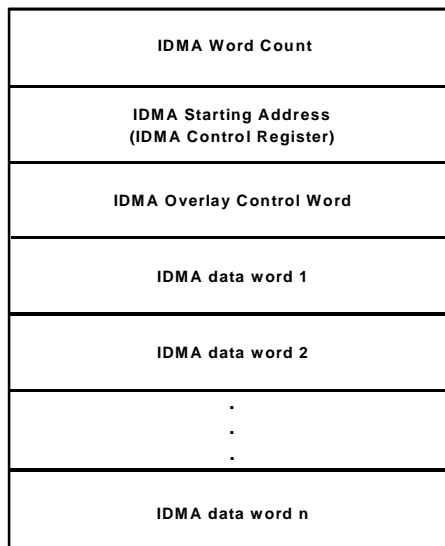 IDMA Word Count
IDMA Starting Address
(IDMA Control Register)
IDMA Overlay Control Word
IDMA data word 1
IDMA data word 2
.
.
.
IDMA data word n